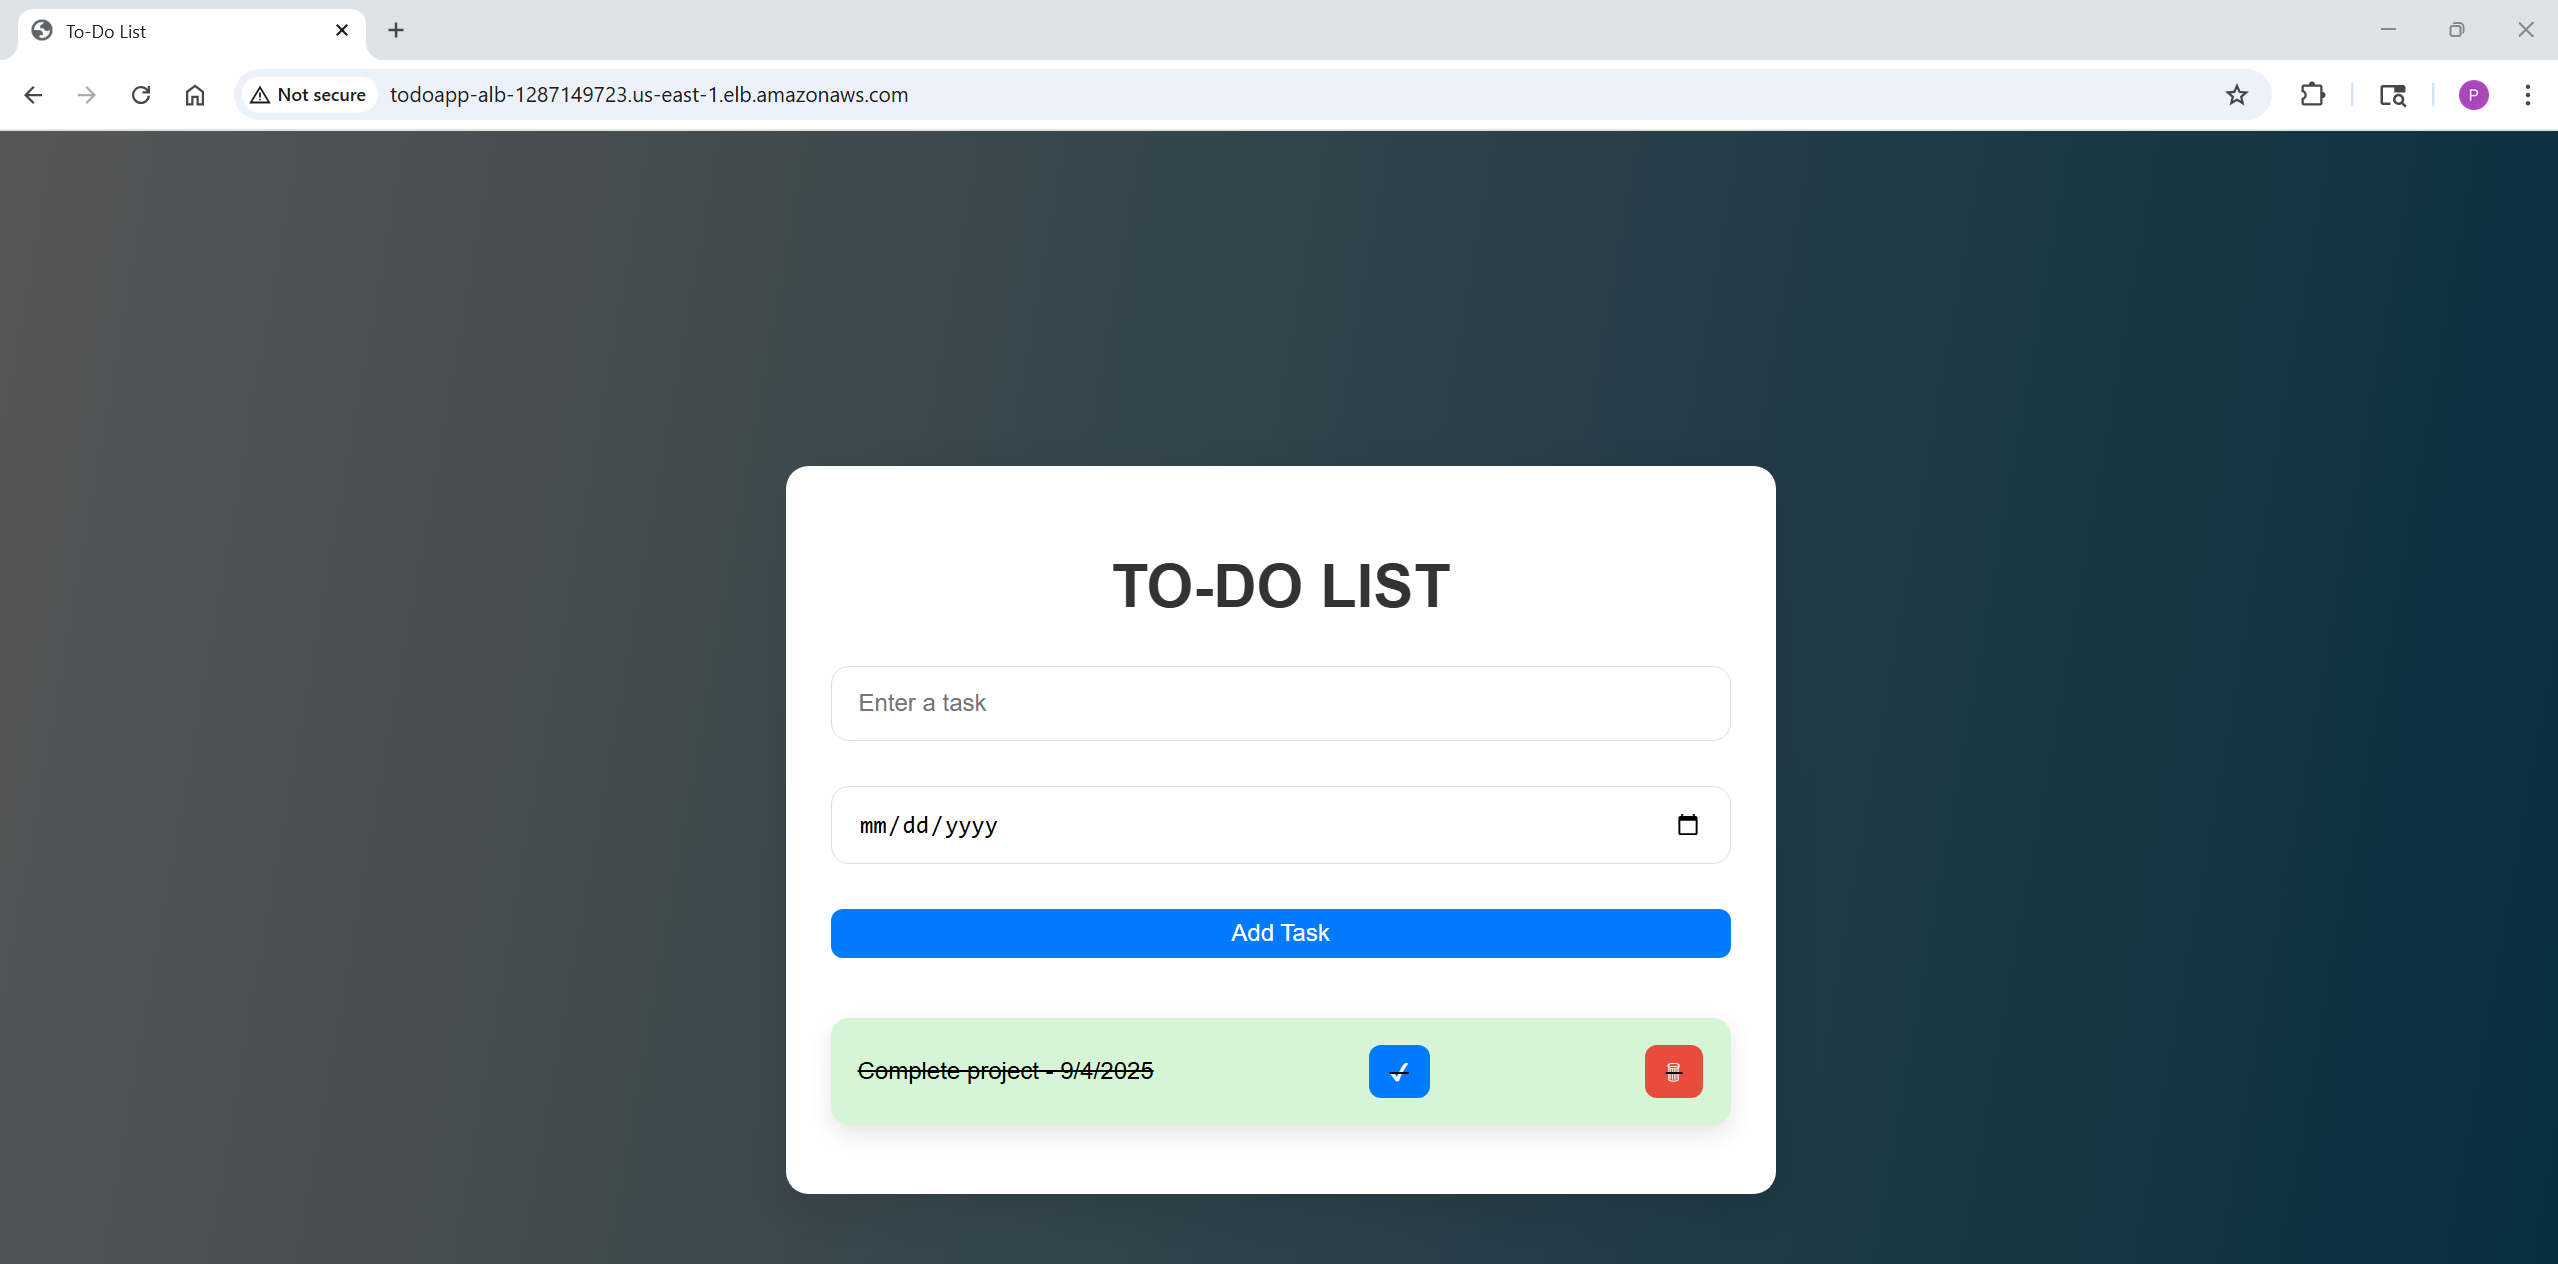 To-Do List
Not secure
todoapp-alb-1287149723.us-east-1.elb.amazonaws.com
P
TO-DO LIST
Enter a task
mm/dd/yyyy
Add Task
Complete project - 9/4/2025